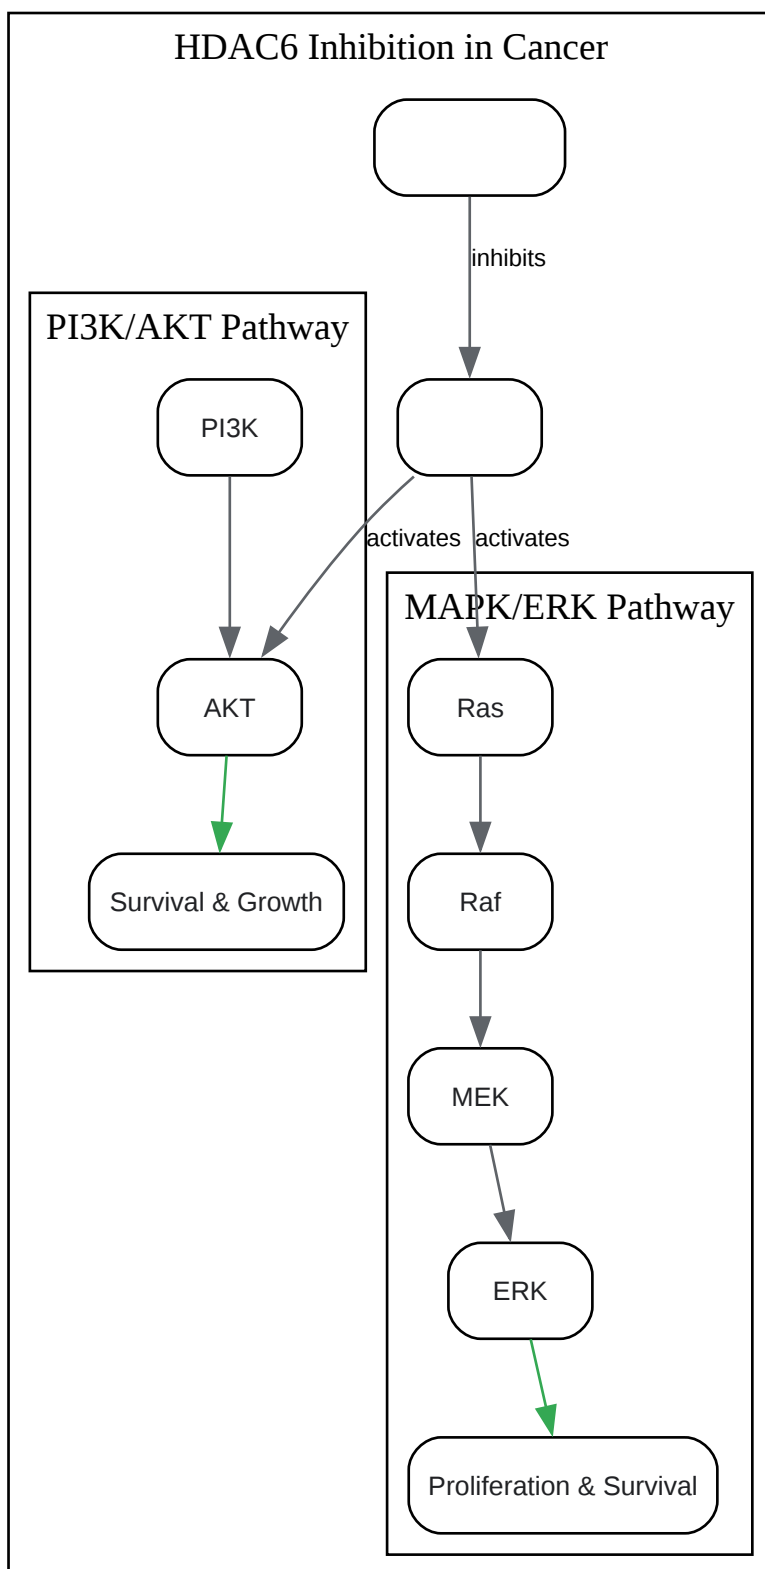 HDAC6 Inhibition in Cancer
inhibits
PI3K/AKT Pathway
PI3K
activates
activates
MAPK/ERK Pathway
AKT
Ras
Survival & Growth
Raf
MEK
ERK
Proliferation & Survival